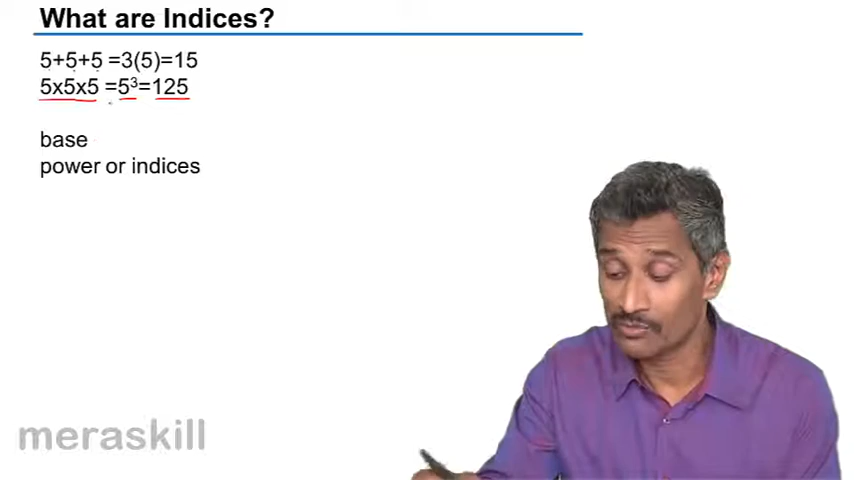 What are Indices?
5+5+5 =3(5)=15
5x5x5 =5³=125
base
power or indices
meraskill